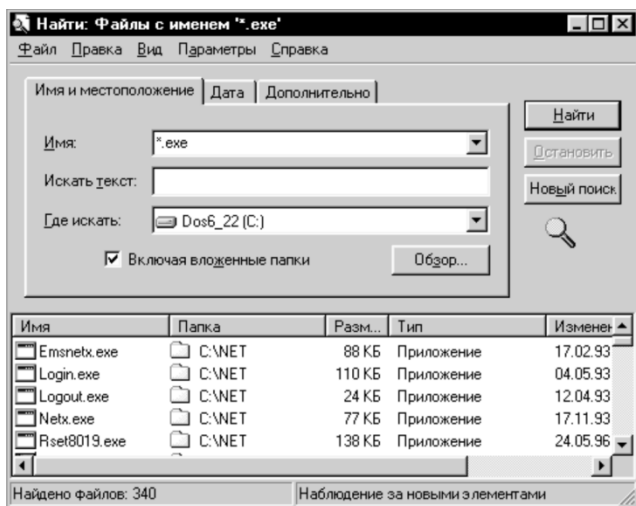 Найти: Файлы с именем '*.exe'
Файл Правка Вид Параметры Справка
Имя и местоположение Дата Дополнительно
Имя: *.exe
Искать текст:
Где искать: Dos6_22 (C:)
Включая вложенные папки Обзор...
Найти
Остановить
Новый поиск
Имя Папка Разм... Тип Изменен
Emsnetx.exe C:\NET 88 КБ Приложение 17.02.93
Login.exe C:\NET 110 КБ Приложение 04.05.93
Logout.exe C:\NET 24 КБ Приложение 12.04.93
Netx.exe C:\NET 77 КБ Приложение 17.11.93
Rset8019.exe C:\NET 138 КБ Приложение 24.05.96
Найдено файлов: 340 Наблюдение за новыми элементами